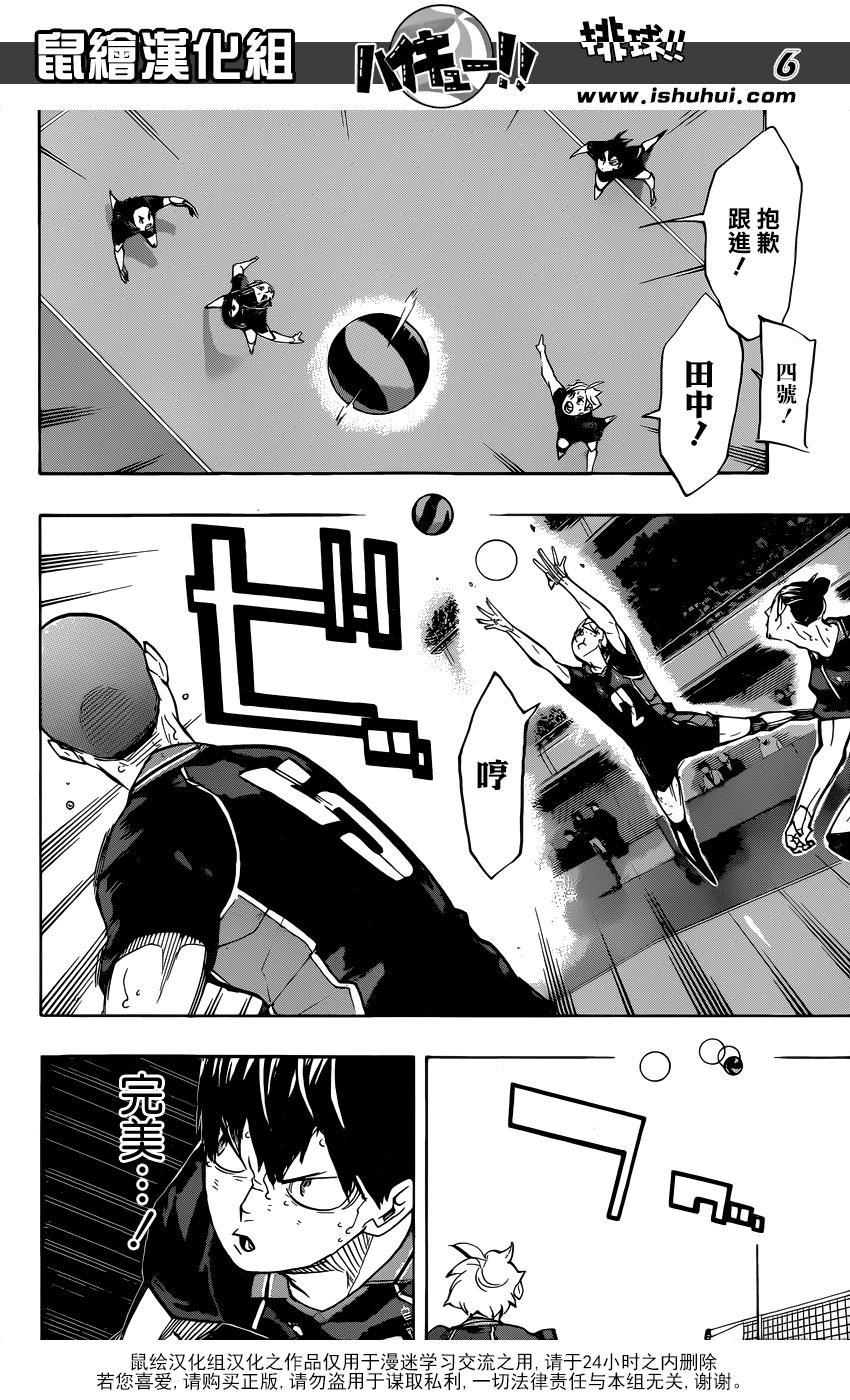 鼠繪漢化組
ハイキュー!!
排球!!
6
www.ishuhui.com
抱歉
跟進!
四號!
田中!
2
哼
5
完美…!
鼠绘汉化组汉化之作品仅用于漫迷学习交流之用,请于24小时之内删除
若您喜爱,请购买正版,请勿盗用于谋取私利,一切法律责任与本组无关,谢谢。